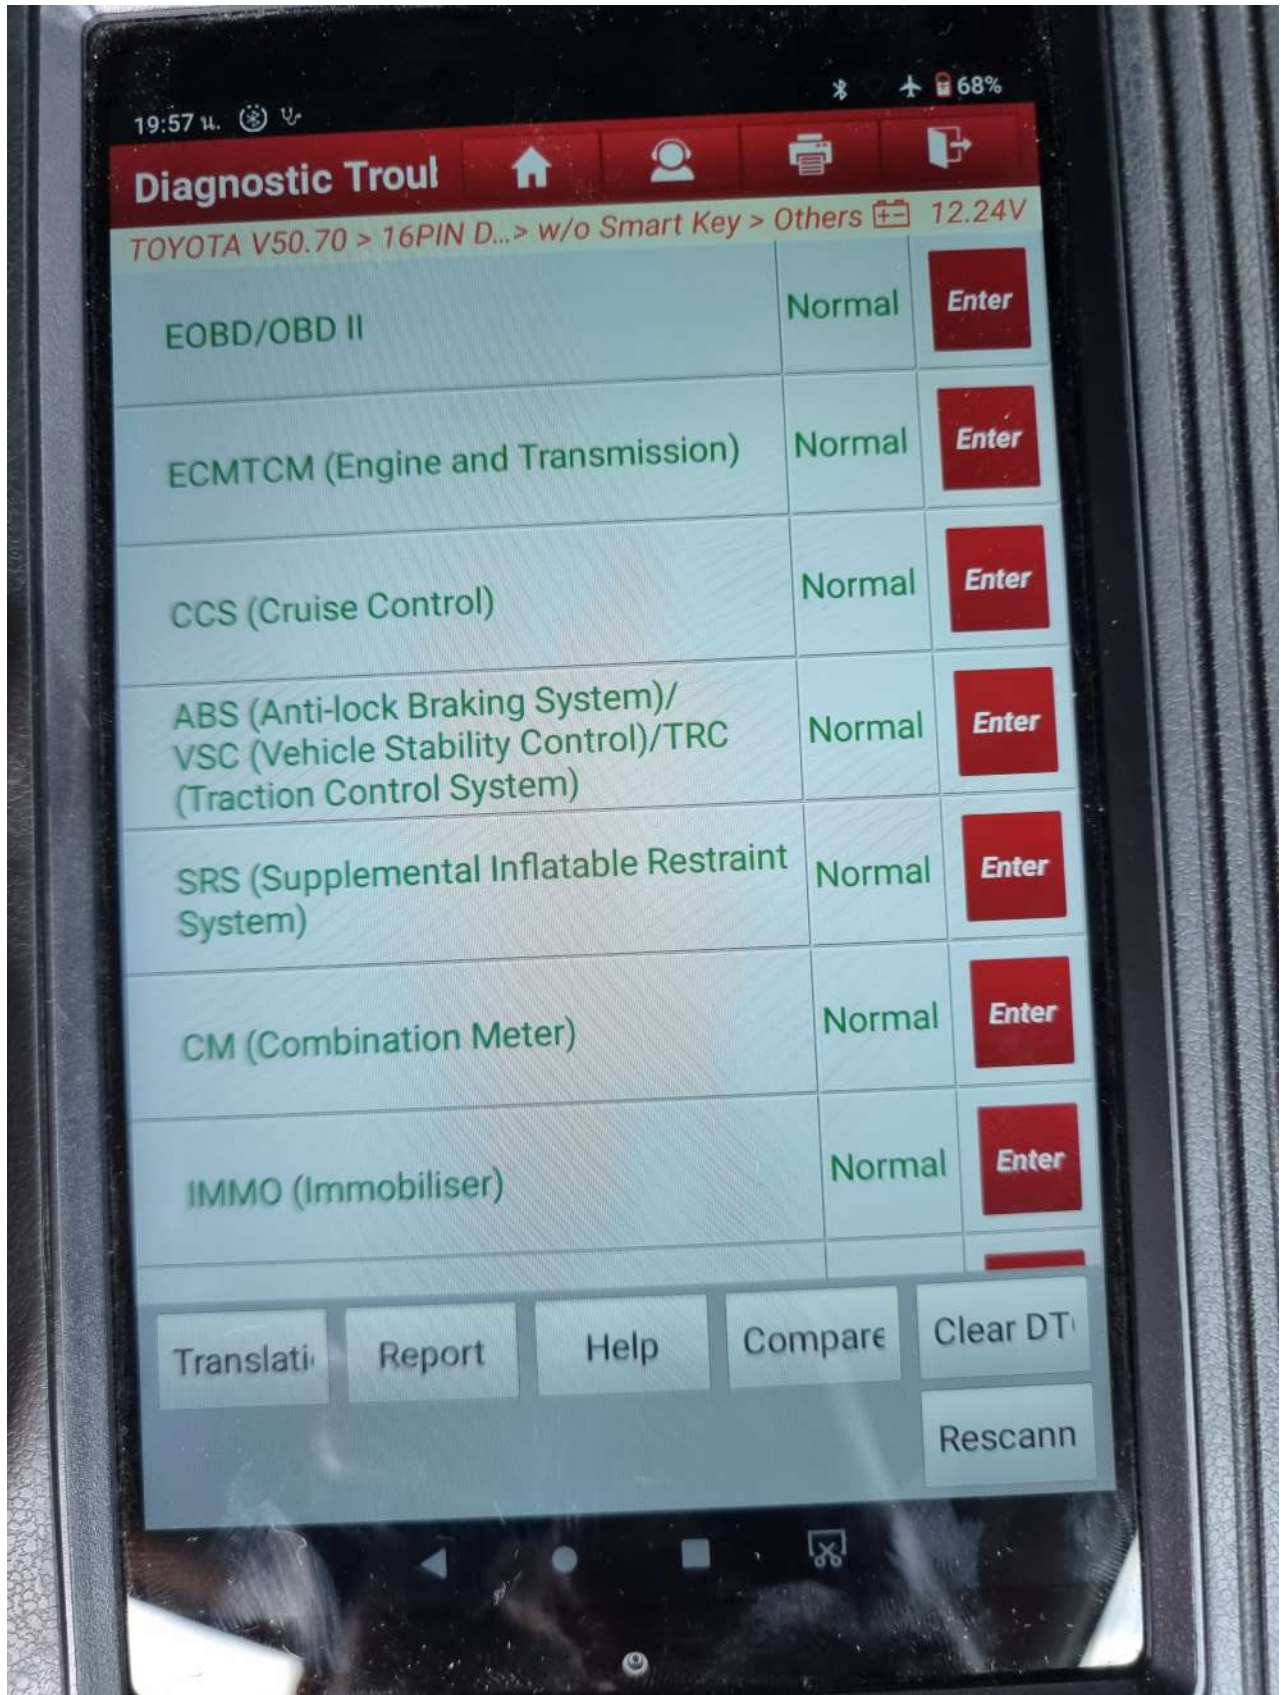 19:57 น.
68%
Diagnostic Troul
TOYOTA V50.70 > 16PIN D...> w/o Smart Key > Others 12.24V
EOBD/OBD II Normal Enter
ECMTCM (Engine and Transmission) Normal Enter
CCS (Cruise Control) Normal Enter
ABS (Anti-lock Braking System)/
VSC (Vehicle Stability Control)/TRC
(Traction Control System) Normal Enter
SRS (Supplemental Inflatable Restraint
System) Normal Enter
CM (Combination Meter) Normal Enter
IMMO (Immobiliser) Normal Enter
Translati Report Help Compare Clear DT
Rescann